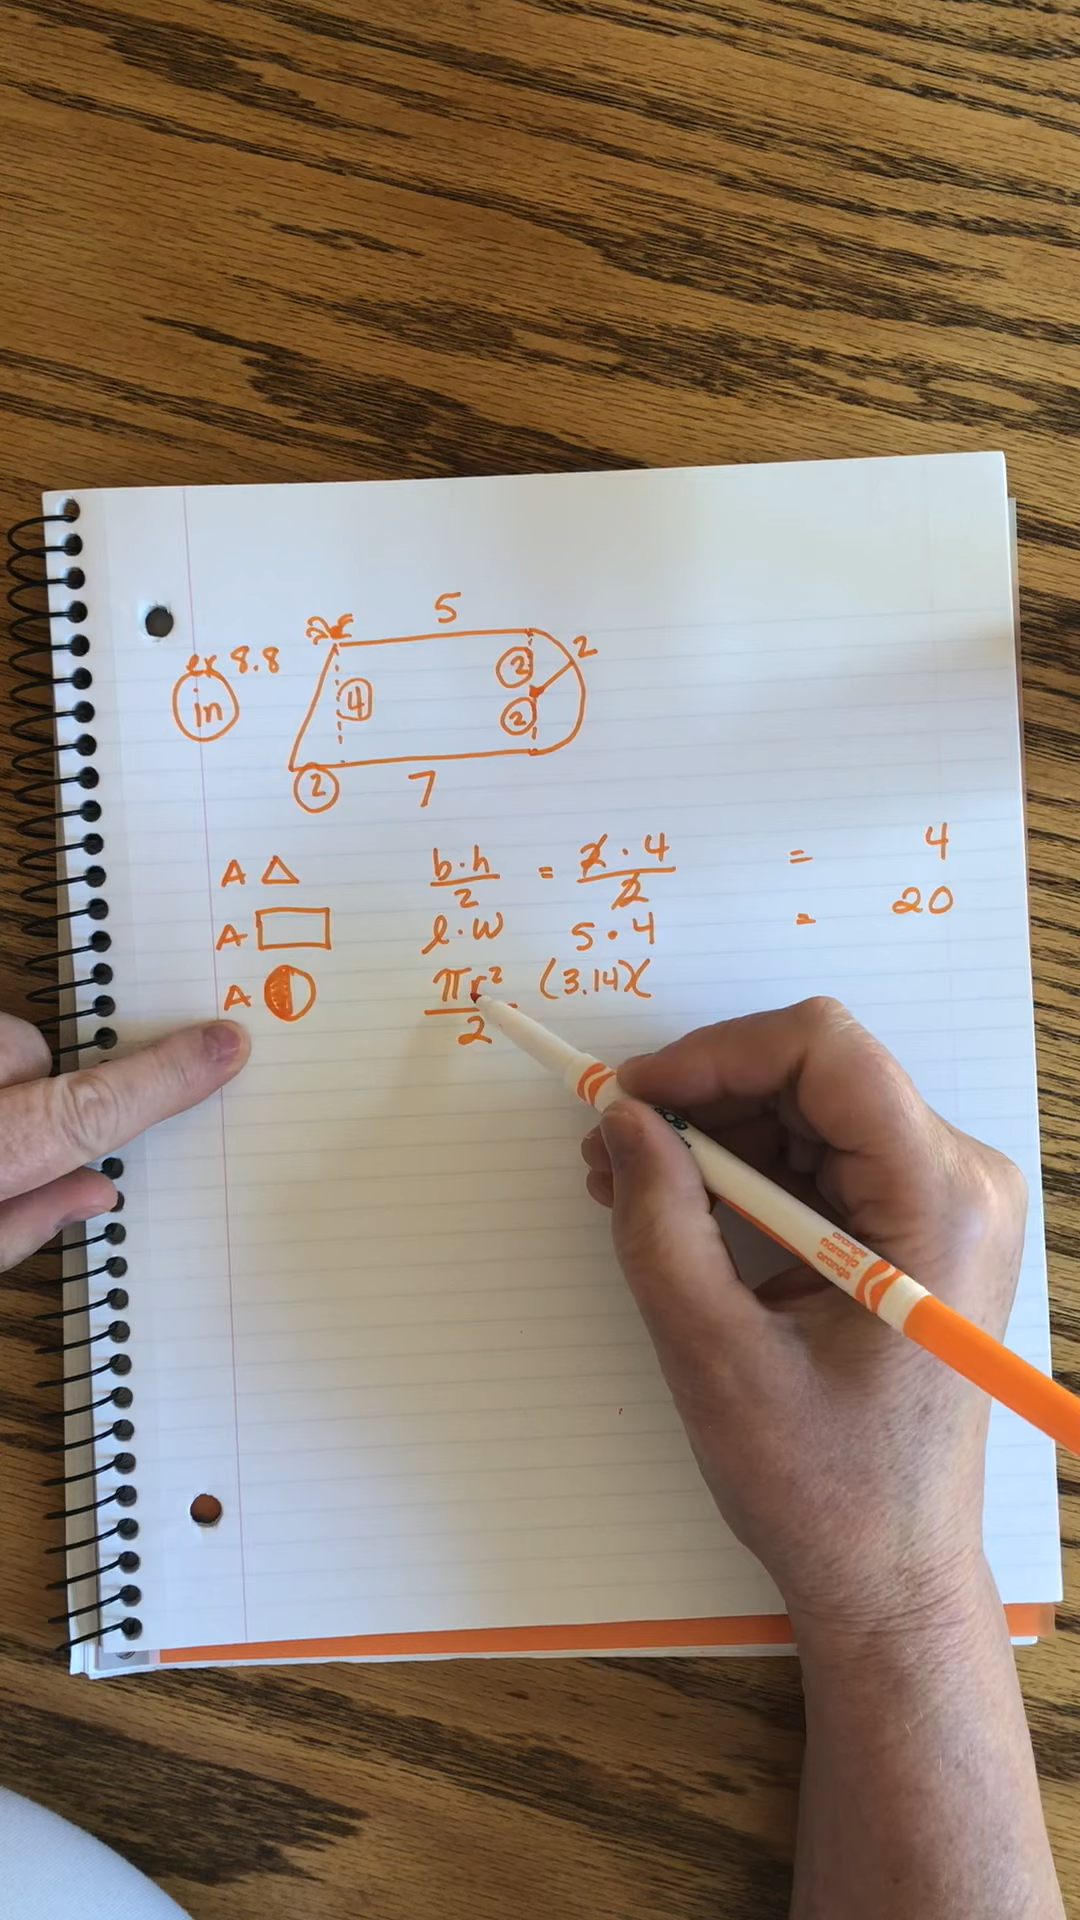 5
ex 8.8
2
2
in
4
2
2
7
A △ b·h/2 = 2·4/2 = 4
A ▭ l·w 5·4 = 20
A ◐ πr²/2 = (3.14)(
orange
naranja
orange